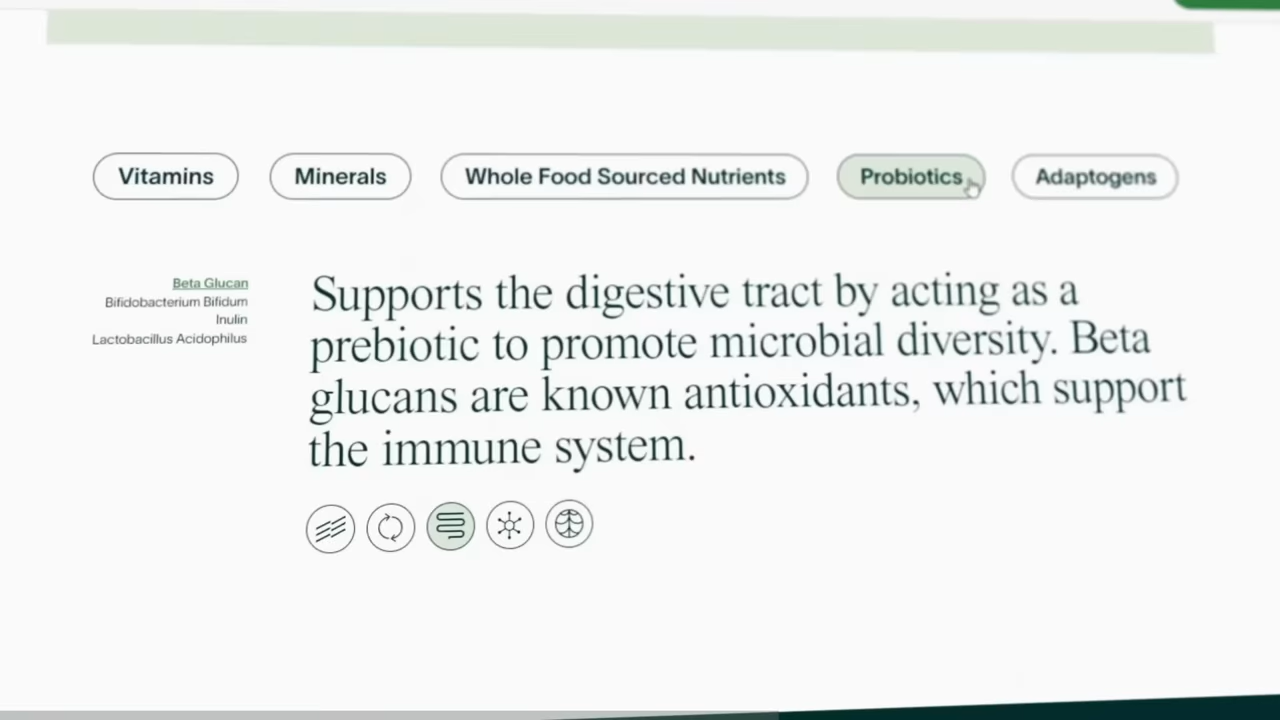 Vitamins
Minerals
Whole Food Sourced Nutrients
Probiotics
Adaptogens
Beta Glucan
Bifidobacterium Bifidum
Inulin
Lactobacillus Acidophilus
Supports the digestive tract by acting as a
prebiotic to promote microbial diversity. Beta
glucans are known antioxidants, which support
the immune system.